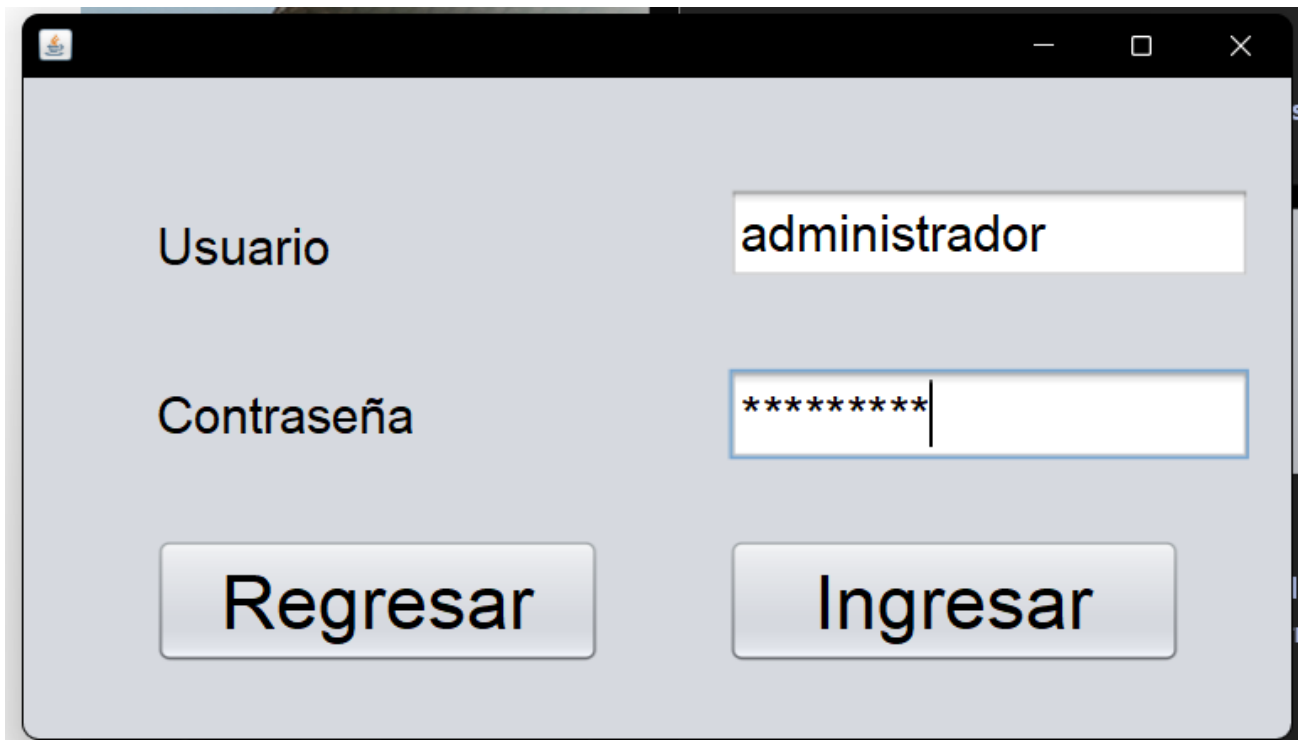 Usuario
administrador
Contraseña
*********
Regresar
Ingresar